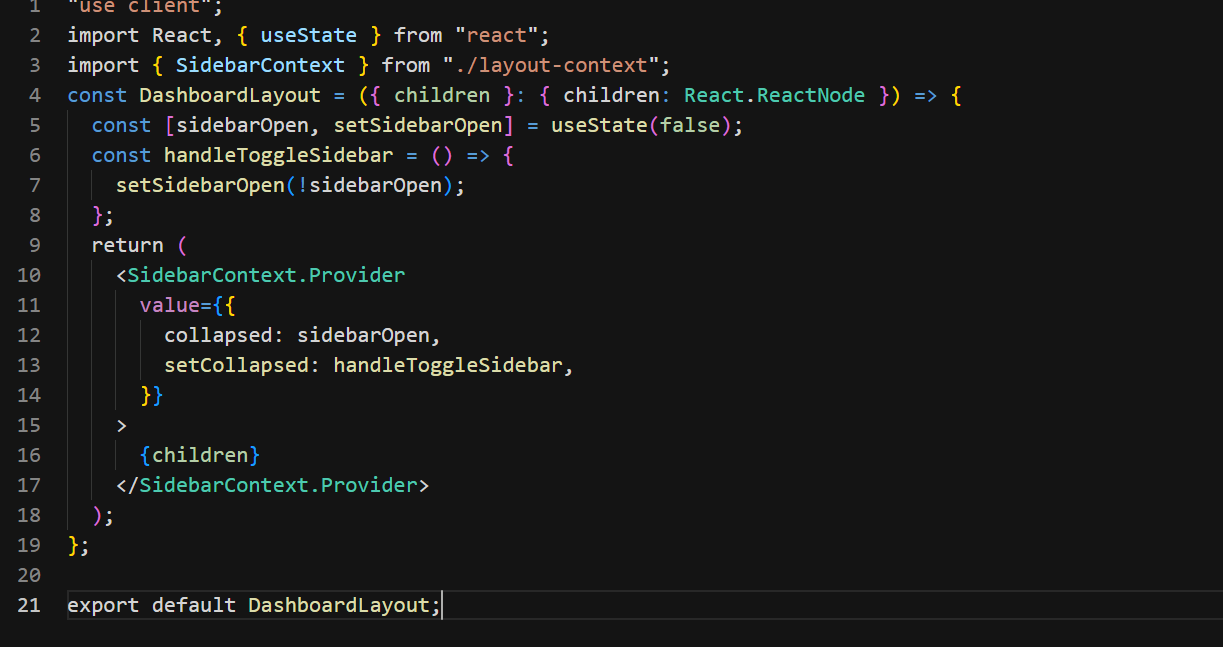 1 "use client";
2 import React, { useState } from "react";
3 import { SidebarContext } from "./layout-context";
4 const DashboardLayout = ({ children }: { children: React.ReactNode }) => {
5   const [sidebarOpen, setSidebarOpen] = useState(false);
6   const handleToggleSidebar = () => {
7     setSidebarOpen(!sidebarOpen);
8   };
9   return (
10     <SidebarContext.Provider
11       value={{
12         collapsed: sidebarOpen,
13         setCollapsed: handleToggleSidebar,
14       }}
15     >
16       {children}
17     </SidebarContext.Provider>
18   );
19 };
20
21 export default DashboardLayout;